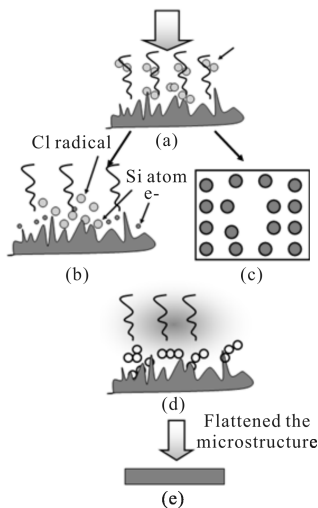 (a)
Cl radical
Si atom
e-
(b)
(c)
(d)
Flattened the
microstructure
(e)